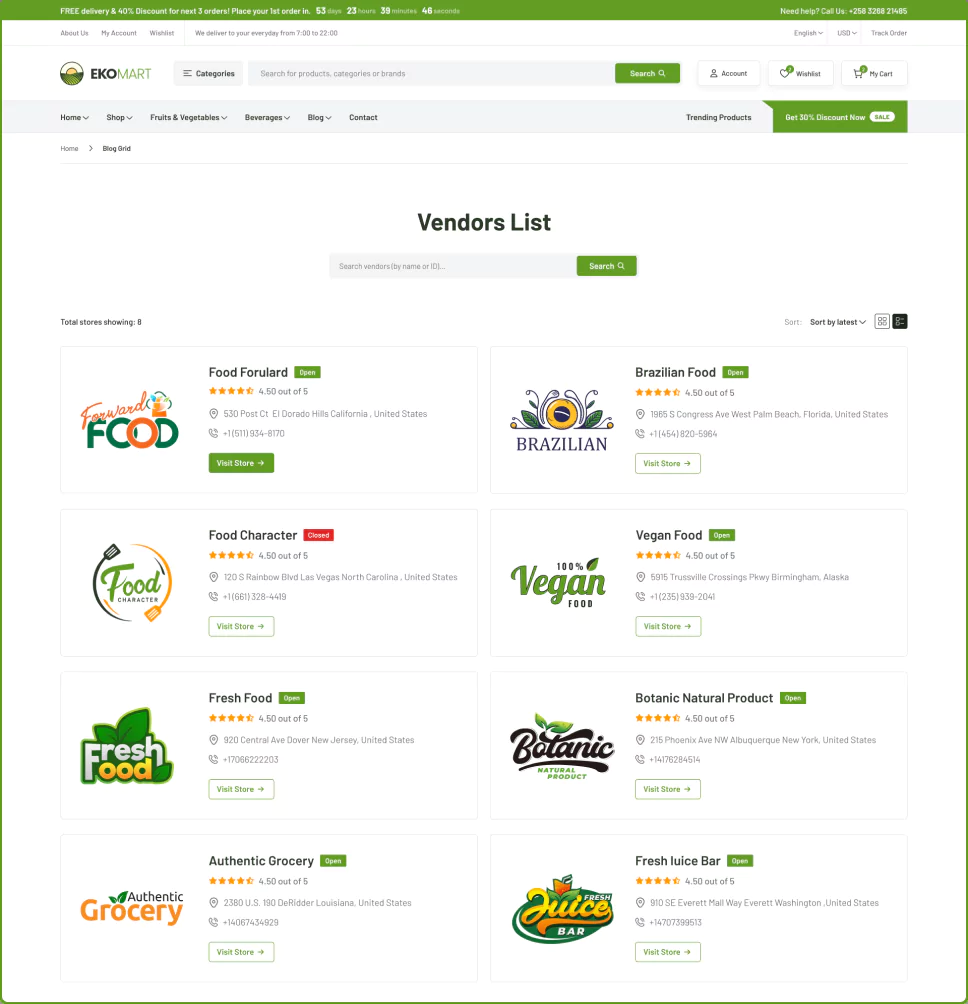 FREE delivery & 40% Discount for next 3 orders! Place your 1st order in. 53 days 23 hours 39 minutes 46 seconds Need help? Call Us: +258 3268 21485
About Us My Account Wishlist We deliver to your everyday from 7:00 to 22:00 English USD Track Order
EKOMART Categories Search for products, categories or brands Search Account Wishlist My Cart
Home Shop Fruits & Vegetables Beverages Blog Contact Trending Products Get 30% Discount Now SALE
Home Blog Grid
Vendors List
Search vendors (by name or ID)... Search
Total stores showing: 8 Sort: Sort by latest
Forward FOOD
Food Forulard Open
4.50 out of 5
530 Post Ct El Dorado Hills California , United States
+1 (511) 934-8170
Visit Store
BRAZILIAN
Brazilian Food Open
4.50 out of 5
1965 S Congress Ave West Palm Beach, Florida, United States
+1 (454) 820-5964
Visit Store
Food
CHARACTER
Food Character Closed
4.50 out of 5
120 S Rainbow Blvd Las Vegas North Carolina , United States
+1 (661) 328-4419
Visit Store
100%
Vegan
FOOD
Vegan Food Open
4.50 out of 5
5915 Trussville Crossings Pkwy Birmingham, Alaska
+1 (235) 939-2041
Visit Store
Fresh
Food
Fresh Food Open
4.50 out of 5
920 Central Ave Dover New Jersey, United States
+17066222203
Visit Store
Botanic
NATURAL
PRODUCT
Botanic Natural Product Open
4.50 out of 5
215 Phoenix Ave NW Albuquerque New York, United States
+14176284514
Visit Store
Authentic
Grocery
Authentic Grocery Open
4.50 out of 5
2380 U.S. 190 DeRidder Louisiana, United States
+14067434929
Visit Store
FRESH
Juice
BAR
Fresh Iuice Bar Open
4.50 out of 5
910 SE Everett Mall Way Everett Washington ,United States
+14707399513
Visit Store